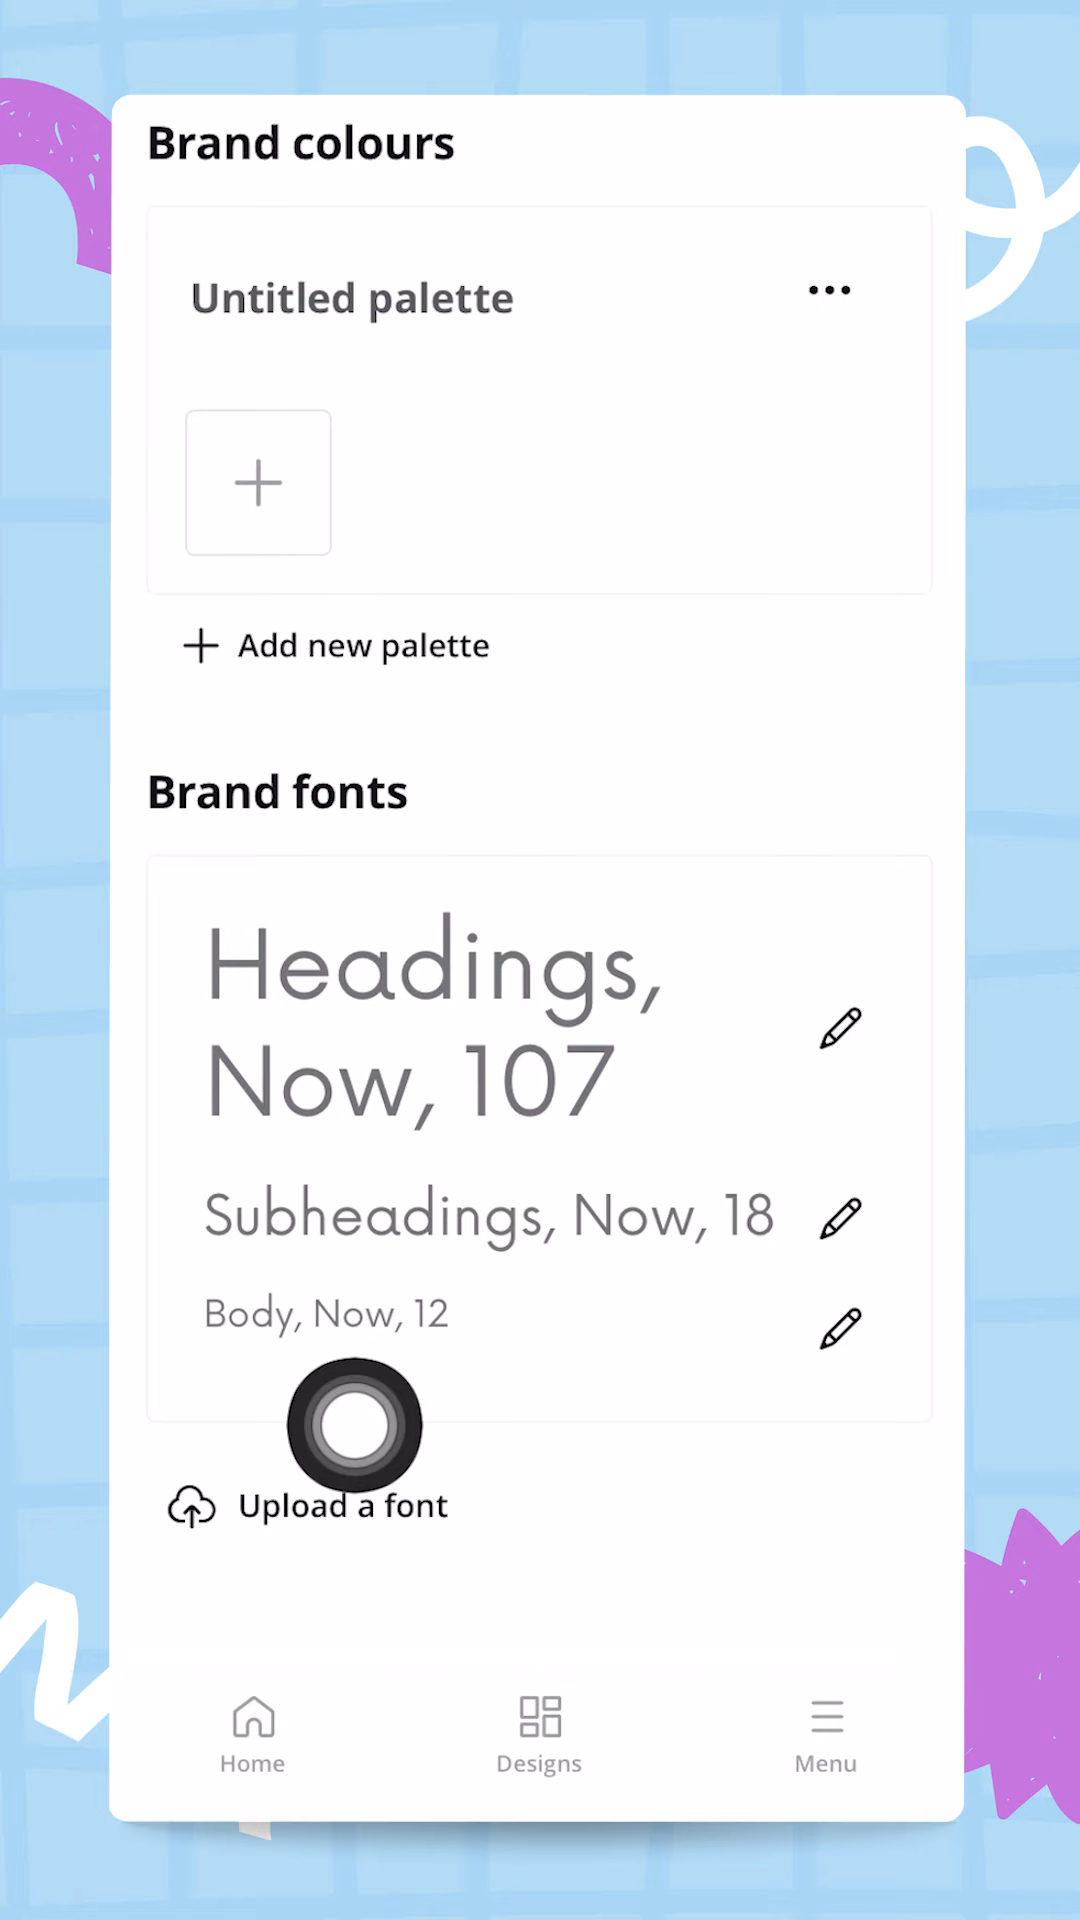 Brand colours
Untitled palette
Add new palette
Brand fonts
Headings,
Now, 107
Subheadings, Now, 18
Body, Now, 12
Upload a font
Home
Designs
Menu